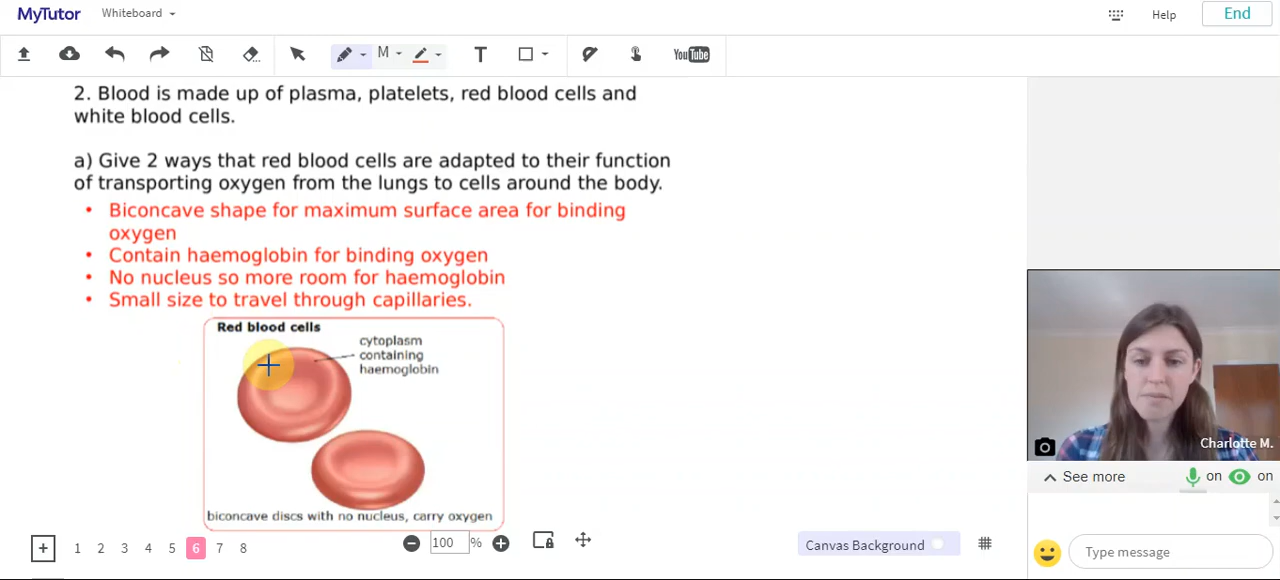 MyTutor
Whiteboard
Help
End
M
T
YouTube
2. Blood is made up of plasma, platelets, red blood cells and
white blood cells.
a) Give 2 ways that red blood cells are adapted to their function
of transporting oxygen from the lungs to cells around the body.
• Biconcave shape for maximum surface area for binding
oxygen
• Contain haemoglobin for binding oxygen
• No nucleus so more room for haemoglobin
• Small size to travel through capillaries.
Red blood cells
cytoplasm
containing
haemoglobin
biconcave discs with no nucleus, carry oxygen
Charlotte M.
See more
on
on
+ 1 2 3 4 5 6 7 8
100 %
Canvas Background
Type message